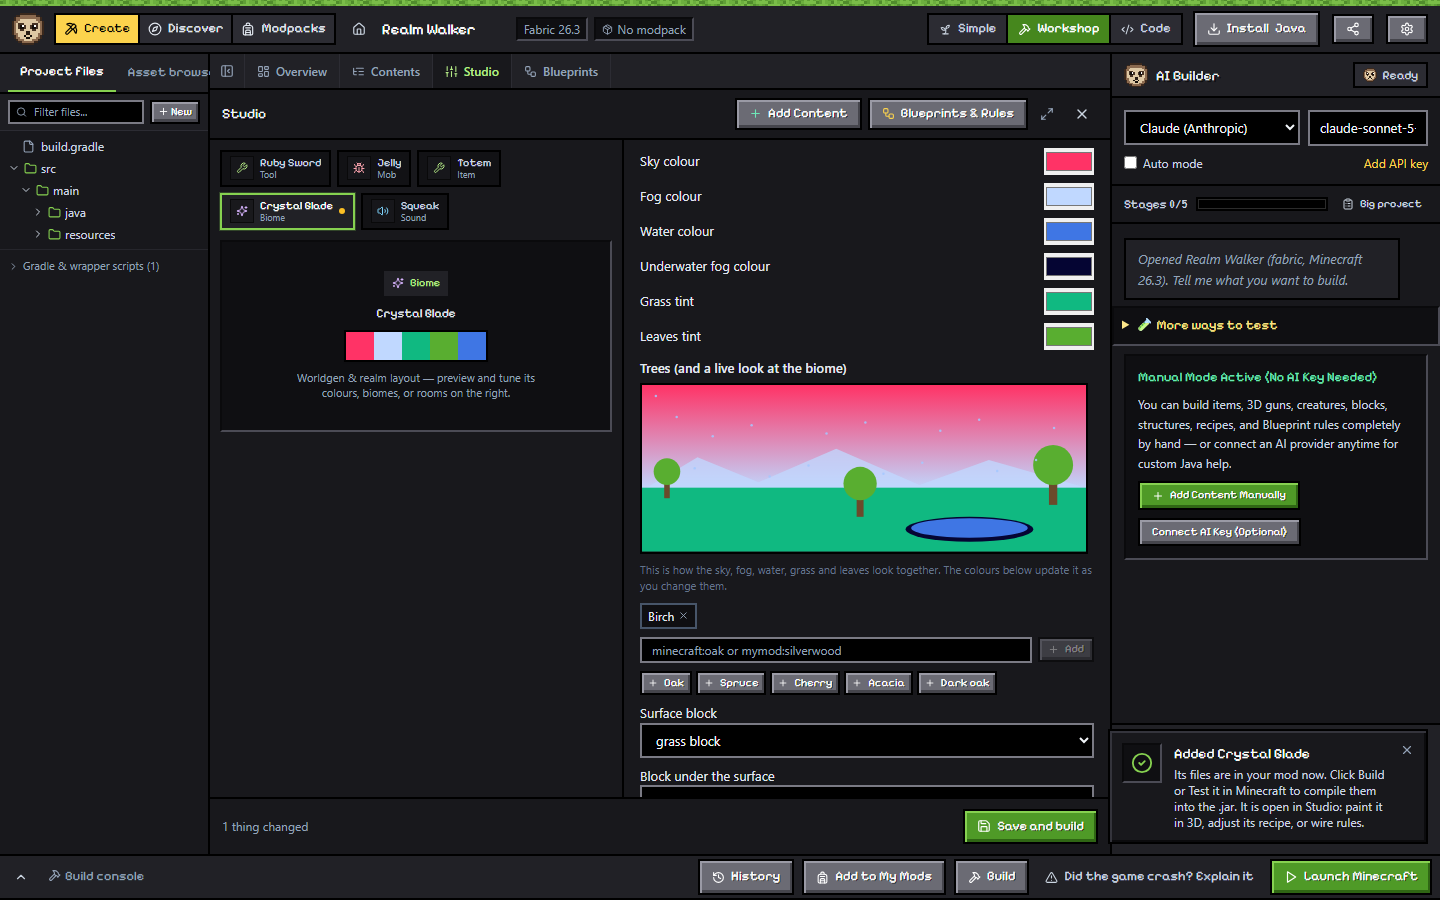 Create
Discover
Modpacks
Realm Walker
Fabric 26.3
No modpack
Simple
Workshop
Code
Install Java
Project Files
Asset brows
Overview
Contents
Studio
Blueprints
AI Builder
Ready
Filter files...
New
build.gradle
src
main
java
resources
Gradle & wrapper scripts (1)
Studio
Add Content
Blueprints & Rules
Ruby Sword
Tool
Jelly
Mob
Totem
Item
Crystal Glade
Biome
Squeak
Sound
Biome
Crystal Glade
Worldgen & realm layout — preview and tune its
colours, biomes, or rooms on the right.
Sky colour
Fog colour
Water colour
Underwater fog colour
Grass tint
Leaves tint
Trees (and a live look at the biome)
This is how the sky, fog, water, grass and leaves look together. The colours below update it as
you change them.
Birch
minecraft:oak or mymod:silverwood
Add
Oak
Spruce
Cherry
Acacia
Dark oak
Surface block
grass block
Block under the surface
1 thing changed
Save and build
Claude (Anthropic)
claude-sonnet-5-
Auto mode
Add API key
Stages 0/5
Big project
Opened Realm Walker (fabric, Minecraft
26.3). Tell me what you want to build.
More ways to test
Manual Mode Active (No AI Key Needed)
You can build items, 3D guns, creatures, blocks,
structures, recipes, and Blueprint rules completely
by hand — or connect an AI provider anytime for
custom Java help.
Add Content Manually
Connect AI Key (Optional)
Added Crystal Glade
Its files are in your mod now. Click Build
or Test it in Minecraft to compile them
into the .jar. It is open in Studio: paint it
in 3D, adjust its recipe, or wire rules.
Build console
History
Add to My Mods
Build
Did the game crash? Explain it
Launch Minecraft